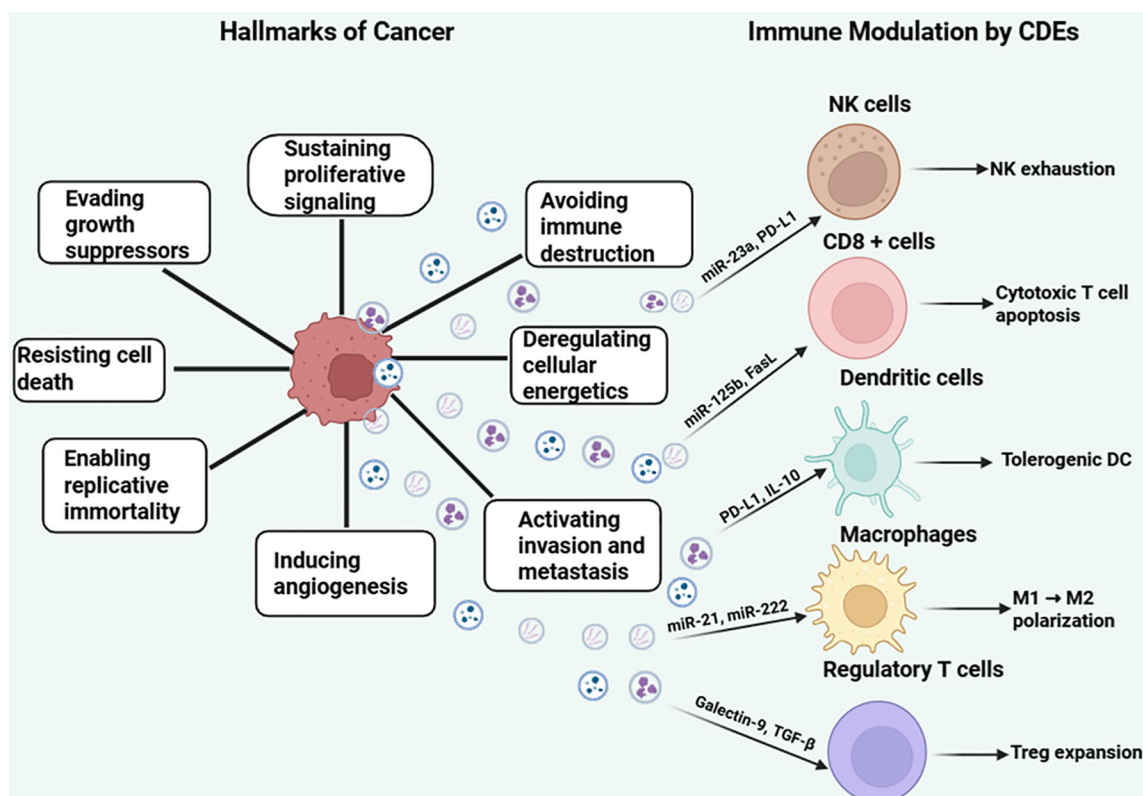 Hallmarks of Cancer
Immune Modulation by CDEs
Sustaining
proliferative
signaling
Evading
growth
suppressors
Avoiding
immune
destruction
Resisting cell
death
Deregulating
cellular
energetics
Enabling
replicative
immortality
Inducing
angiogenesis
Activating
invasion and
metastasis
NK cells
miR-23a, PD-L1
NK exhaustion
CD8 + cells
miR-125b, FasL
Cytotoxic T cell
apoptosis
Dendritic cells
PD-L1, IL-10
Tolerogenic DC
Macrophages
miR-21, miR-222
M1 → M2
polarization
Regulatory T cells
Galectin-9, TGF-β
Treg expansion